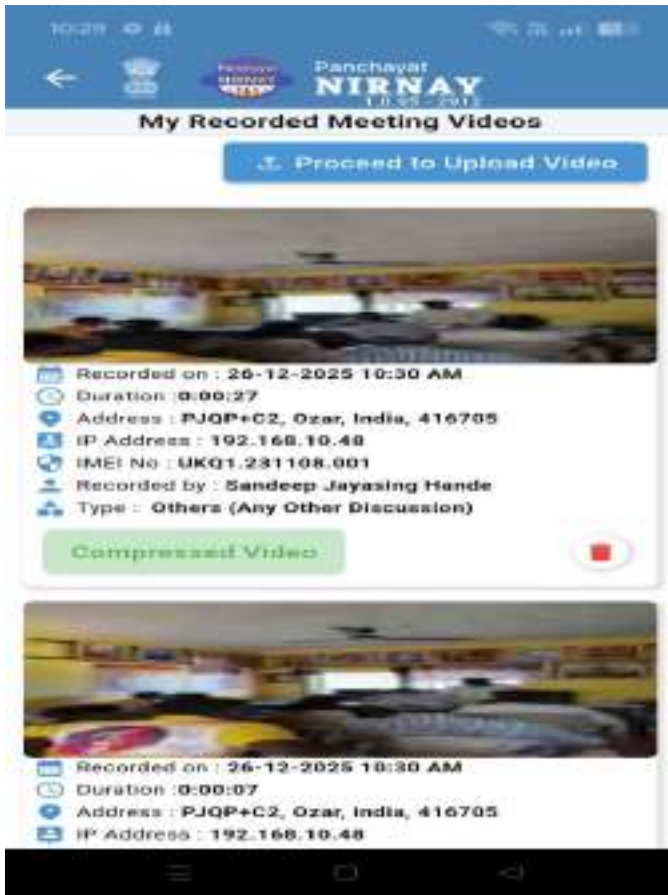 10:29
Panchayat
NIRNAY
My Recorded Meeting Videos
Proceed to Upload Video
Recorded on : 26-12-2025 10:30 AM
Duration :0:00:27
Address : PJQP+C2, Ozar, India, 416705
IP Address : 192.168.10.48
IMEI No : UKQ1.231108.001
Recorded by : Sandeep Jayasing Hande
Type : Others (Any Other Discussion)
Compressed Video
Recorded on : 26-12-2025 10:30 AM
Duration :0:00:07
Address : PJQP+C2, Ozar, India, 416705
IP Address : 192.168.10.48